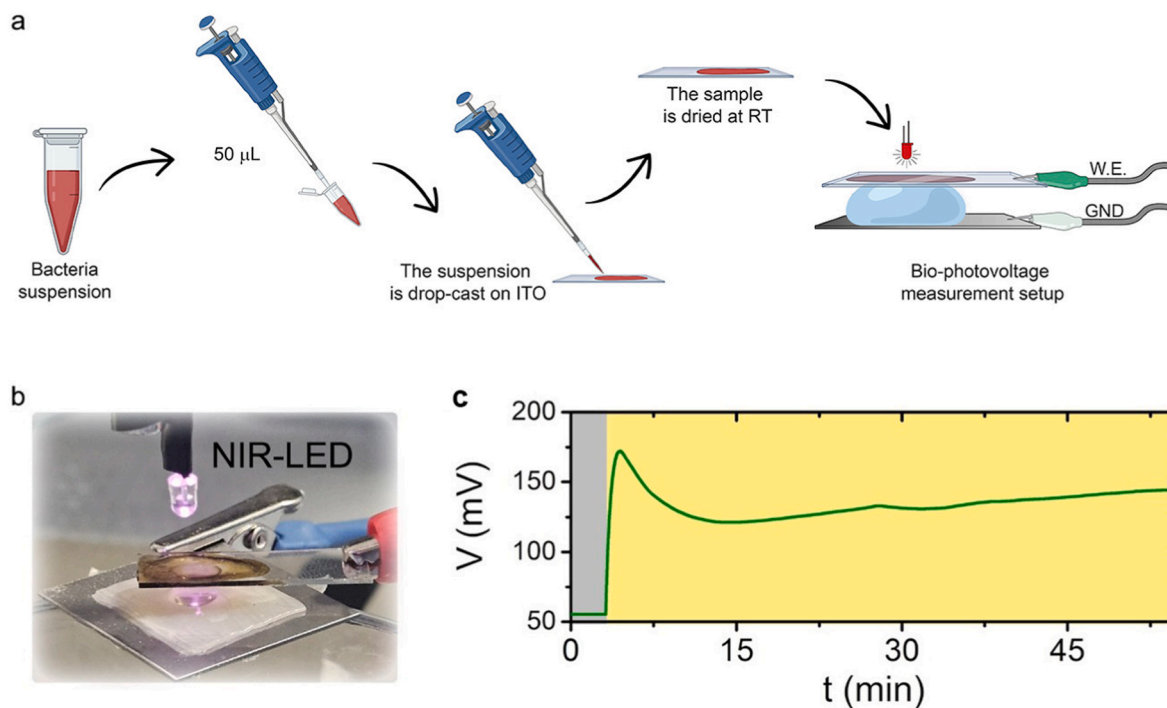 a
50 μL
Bacteria
suspension
The suspension
is drop-cast on ITO
The sample
is dried at RT
W.E.
GND
Bio-photovoltage
measurement setup
b
NIR-LED
c
200
150
100
50
V (mV)
0
15
30
45
t (min)